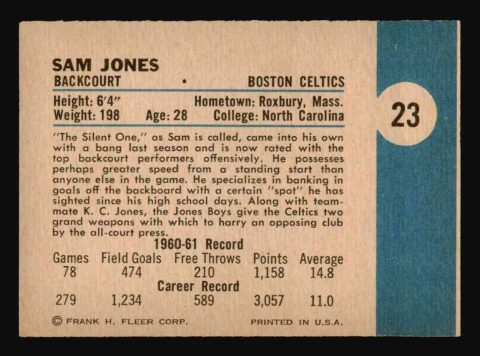 SAM JONES
BACKCOURT • BOSTON CELTICS
Height: 6'4" Hometown: Roxbury, Mass.
Weight: 198 Age: 28 College: North Carolina
23
"The Silent One," as Sam is called, came into his own
with a bang last season and is now rated with the
top backcourt performers offensively. He possesses
perhaps greater speed from a standing start than
anyone else in the game. He specializes in banking in
goals off the backboard with a certain "spot" he has
sighted since his high school days. Along with team-
mate K. C. Jones, the Jones Boys give the Celtics two
grand weapons with which to harry an opposing club
by the all-court press.
1960-61 Record
Games Field Goals Free Throws Points Average
78 474 210 1,158 14.8
Career Record
279 1,234 589 3,057 11.0
© FRANK H. FLEER CORP. PRINTED IN U.S.A.